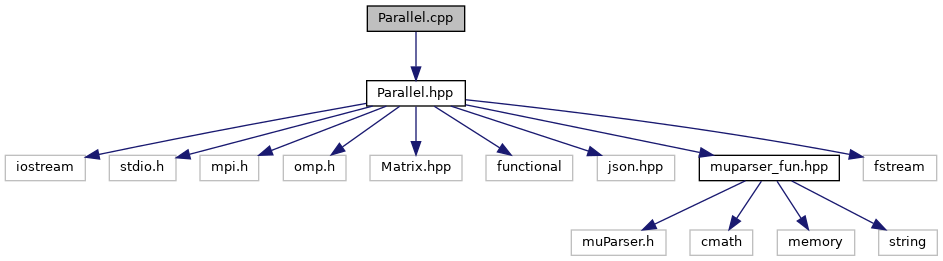 Parallel.cpp
Parallel.hpp
iostream
stdio.h
mpi.h
omp.h
Matrix.hpp
functional
json.hpp
muparser_fun.hpp
fstream
muParser.h
cmath
memory
string